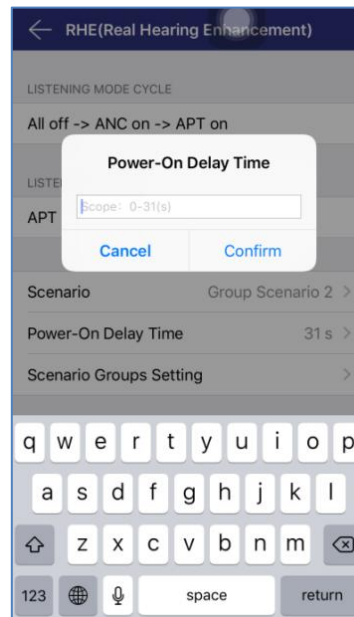 RHE(Real Hearing Enhancement)
LISTENING MODE CYCLE
All off -> ANC on -> APT on
Power-On Delay Time
LISTE
Scope: 0-31(s)
APT
Cancel Confirm
Scenario Group Scenario 2 >
Power-On Delay Time 31 s >
Scenario Groups Setting >
q w e r t y u i o p
a s d f g h j k l
z x c v b n m
123 space return